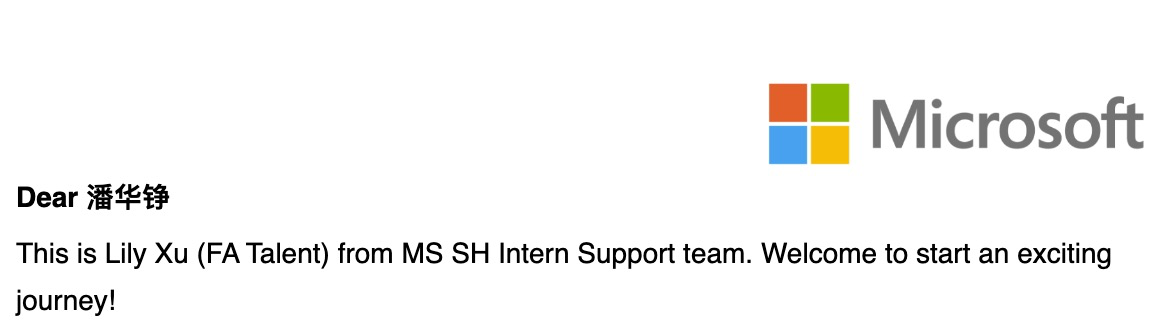 Microsoft
Dear 潘华铮
This is Lily Xu (FA Talent) from MS SH Intern Support team. Welcome to start an exciting
journey!